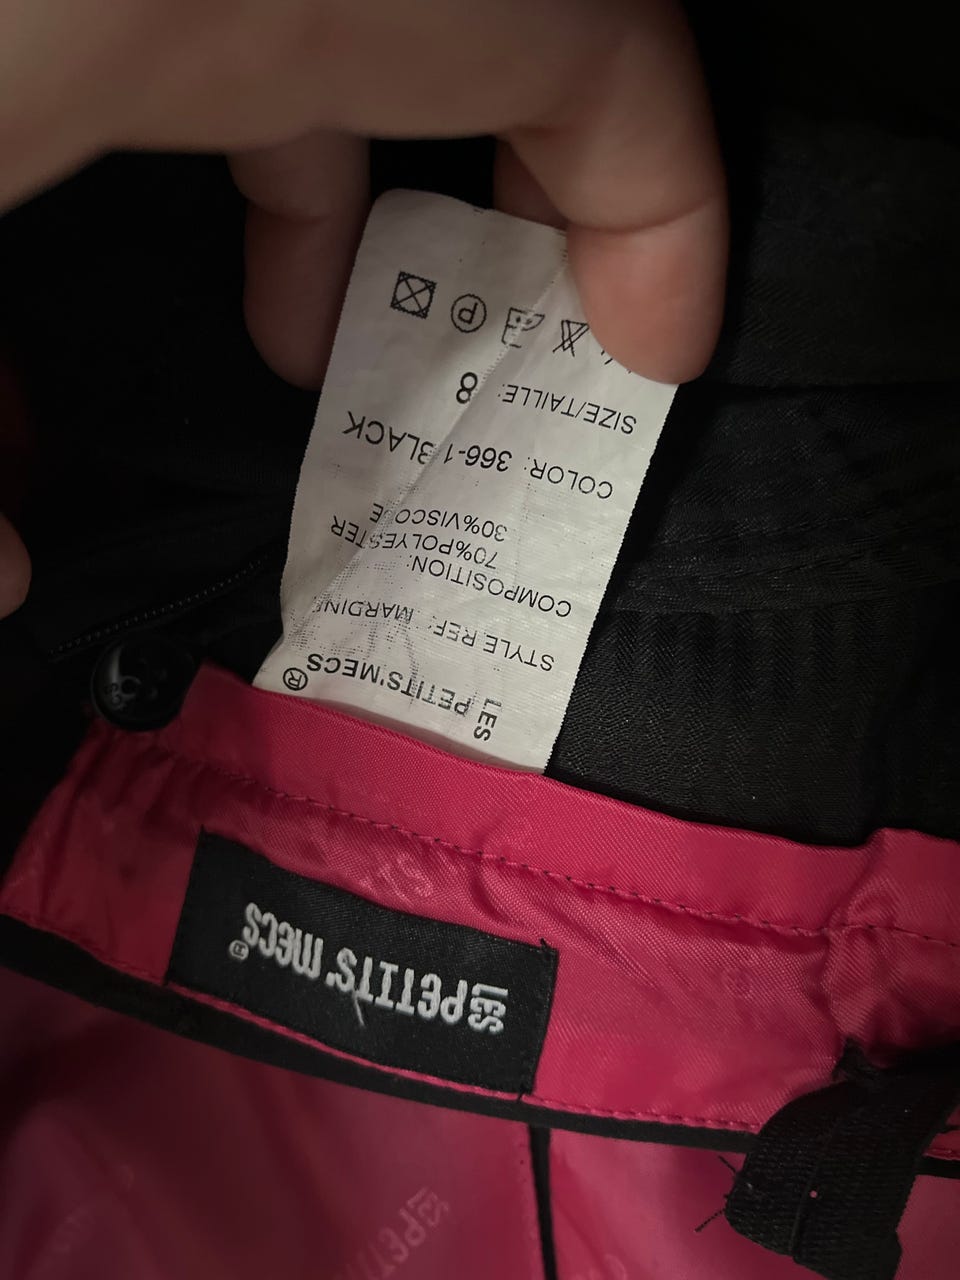 LES
PETITS'MECS®
STYLE REF: MARDINE
COMPOSITION:
70%POLYESTER
30%VISCOSE
COLOR: 366-1 BLACK
SIZE/TAILLE: 8
P
LES PETITS'MECS®